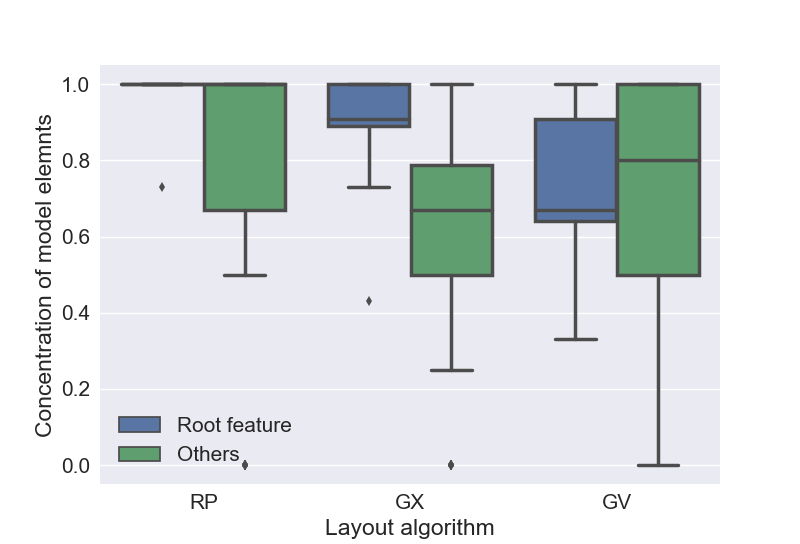 Concentration of model elemnts
1.0
0.8
0.6
0.4
0.2
0.0
Root feature
Others
RP GX GV
Layout algorithm